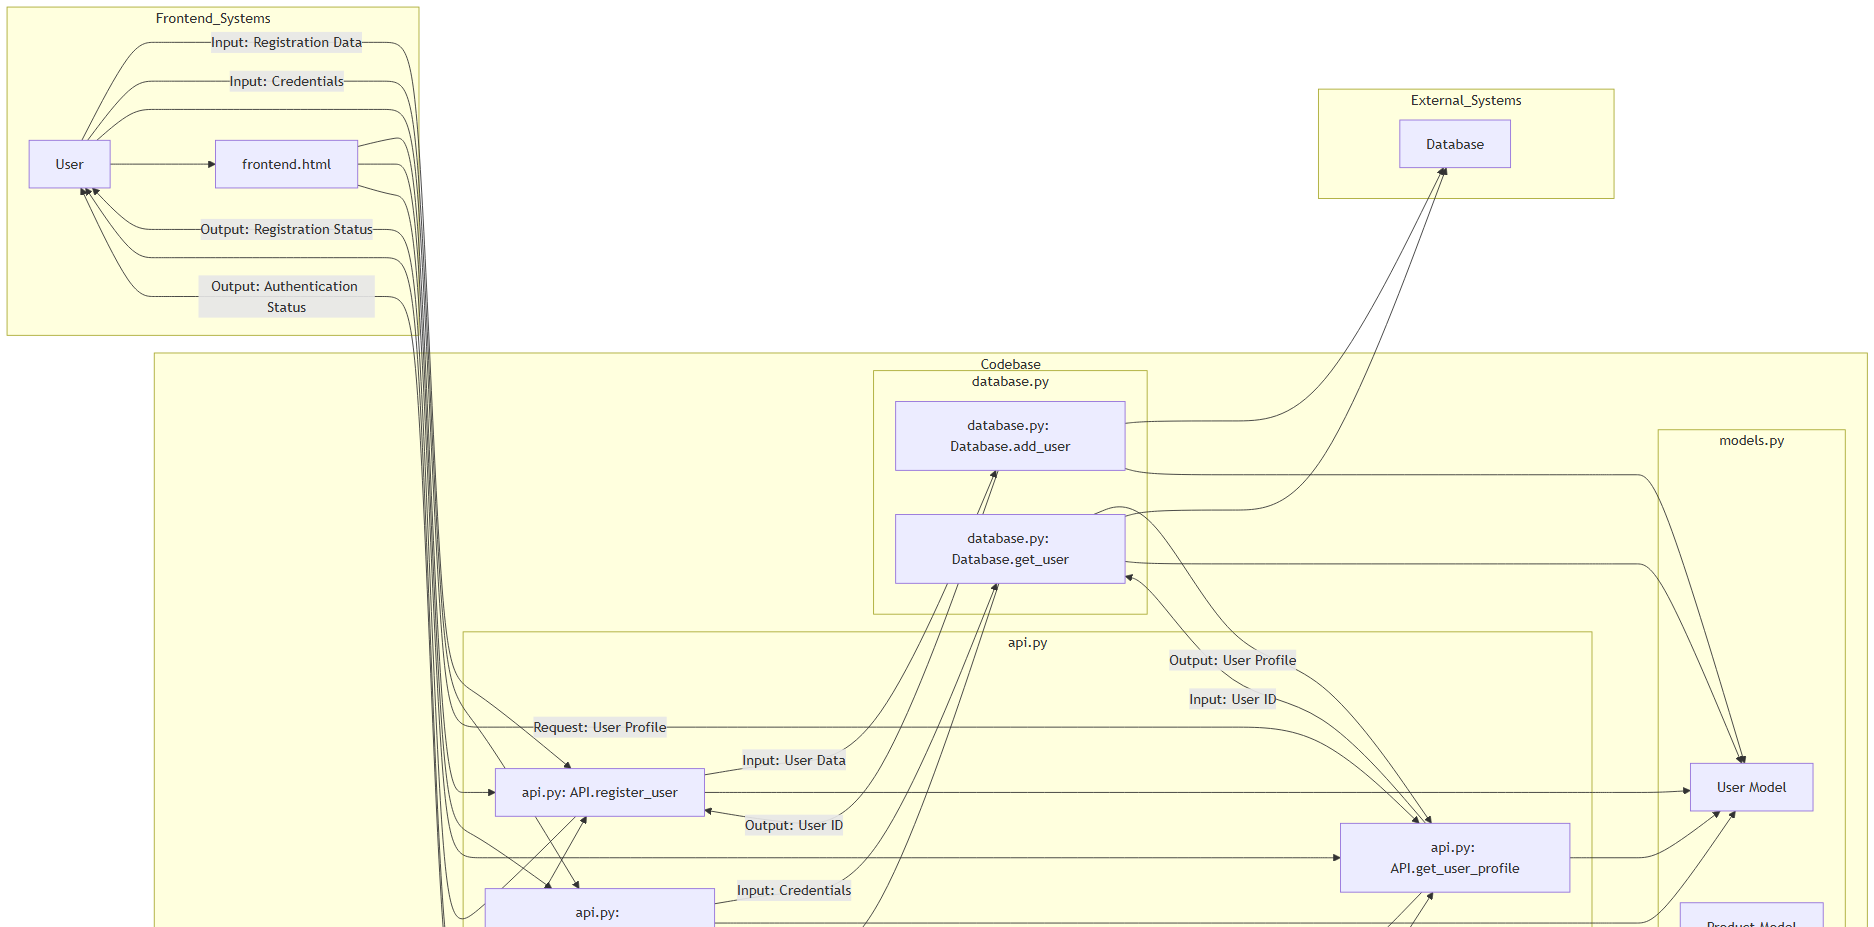 Frontend_Systems
Input: Registration Data
Input: Credentials
User
frontend.html
Output: Registration Status
Output: Authentication
Status
External_Systems
Database
Codebase
database.py
database.py:
Database.add_user
models.py
database.py:
Database.get_user
api.py
Output: User Profile
Input: User ID
Request: User Profile
Input: User Data
api.py: API.register_user
User Model
Output: User ID
api.py:
API.get_user_profile
Input: Credentials
api.py:
Product Model